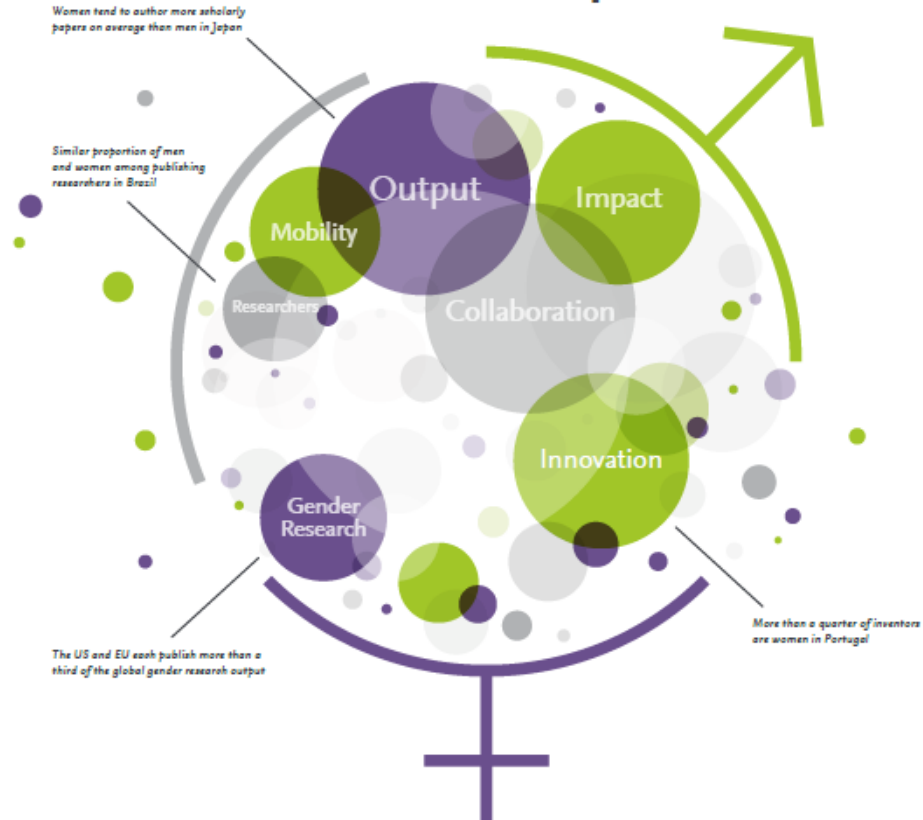 Women tend to author more scholarly
papers on average than men in Japan
Similar proportion of men
and women among publishing
researchers in Brazil
Output
Impact
Mobility
Researchers
Collaboration
Innovation
Gender
Research
More than a quarter of inventors
are women in Portugal
The US and EU each publish more than a
third of the global gender research output